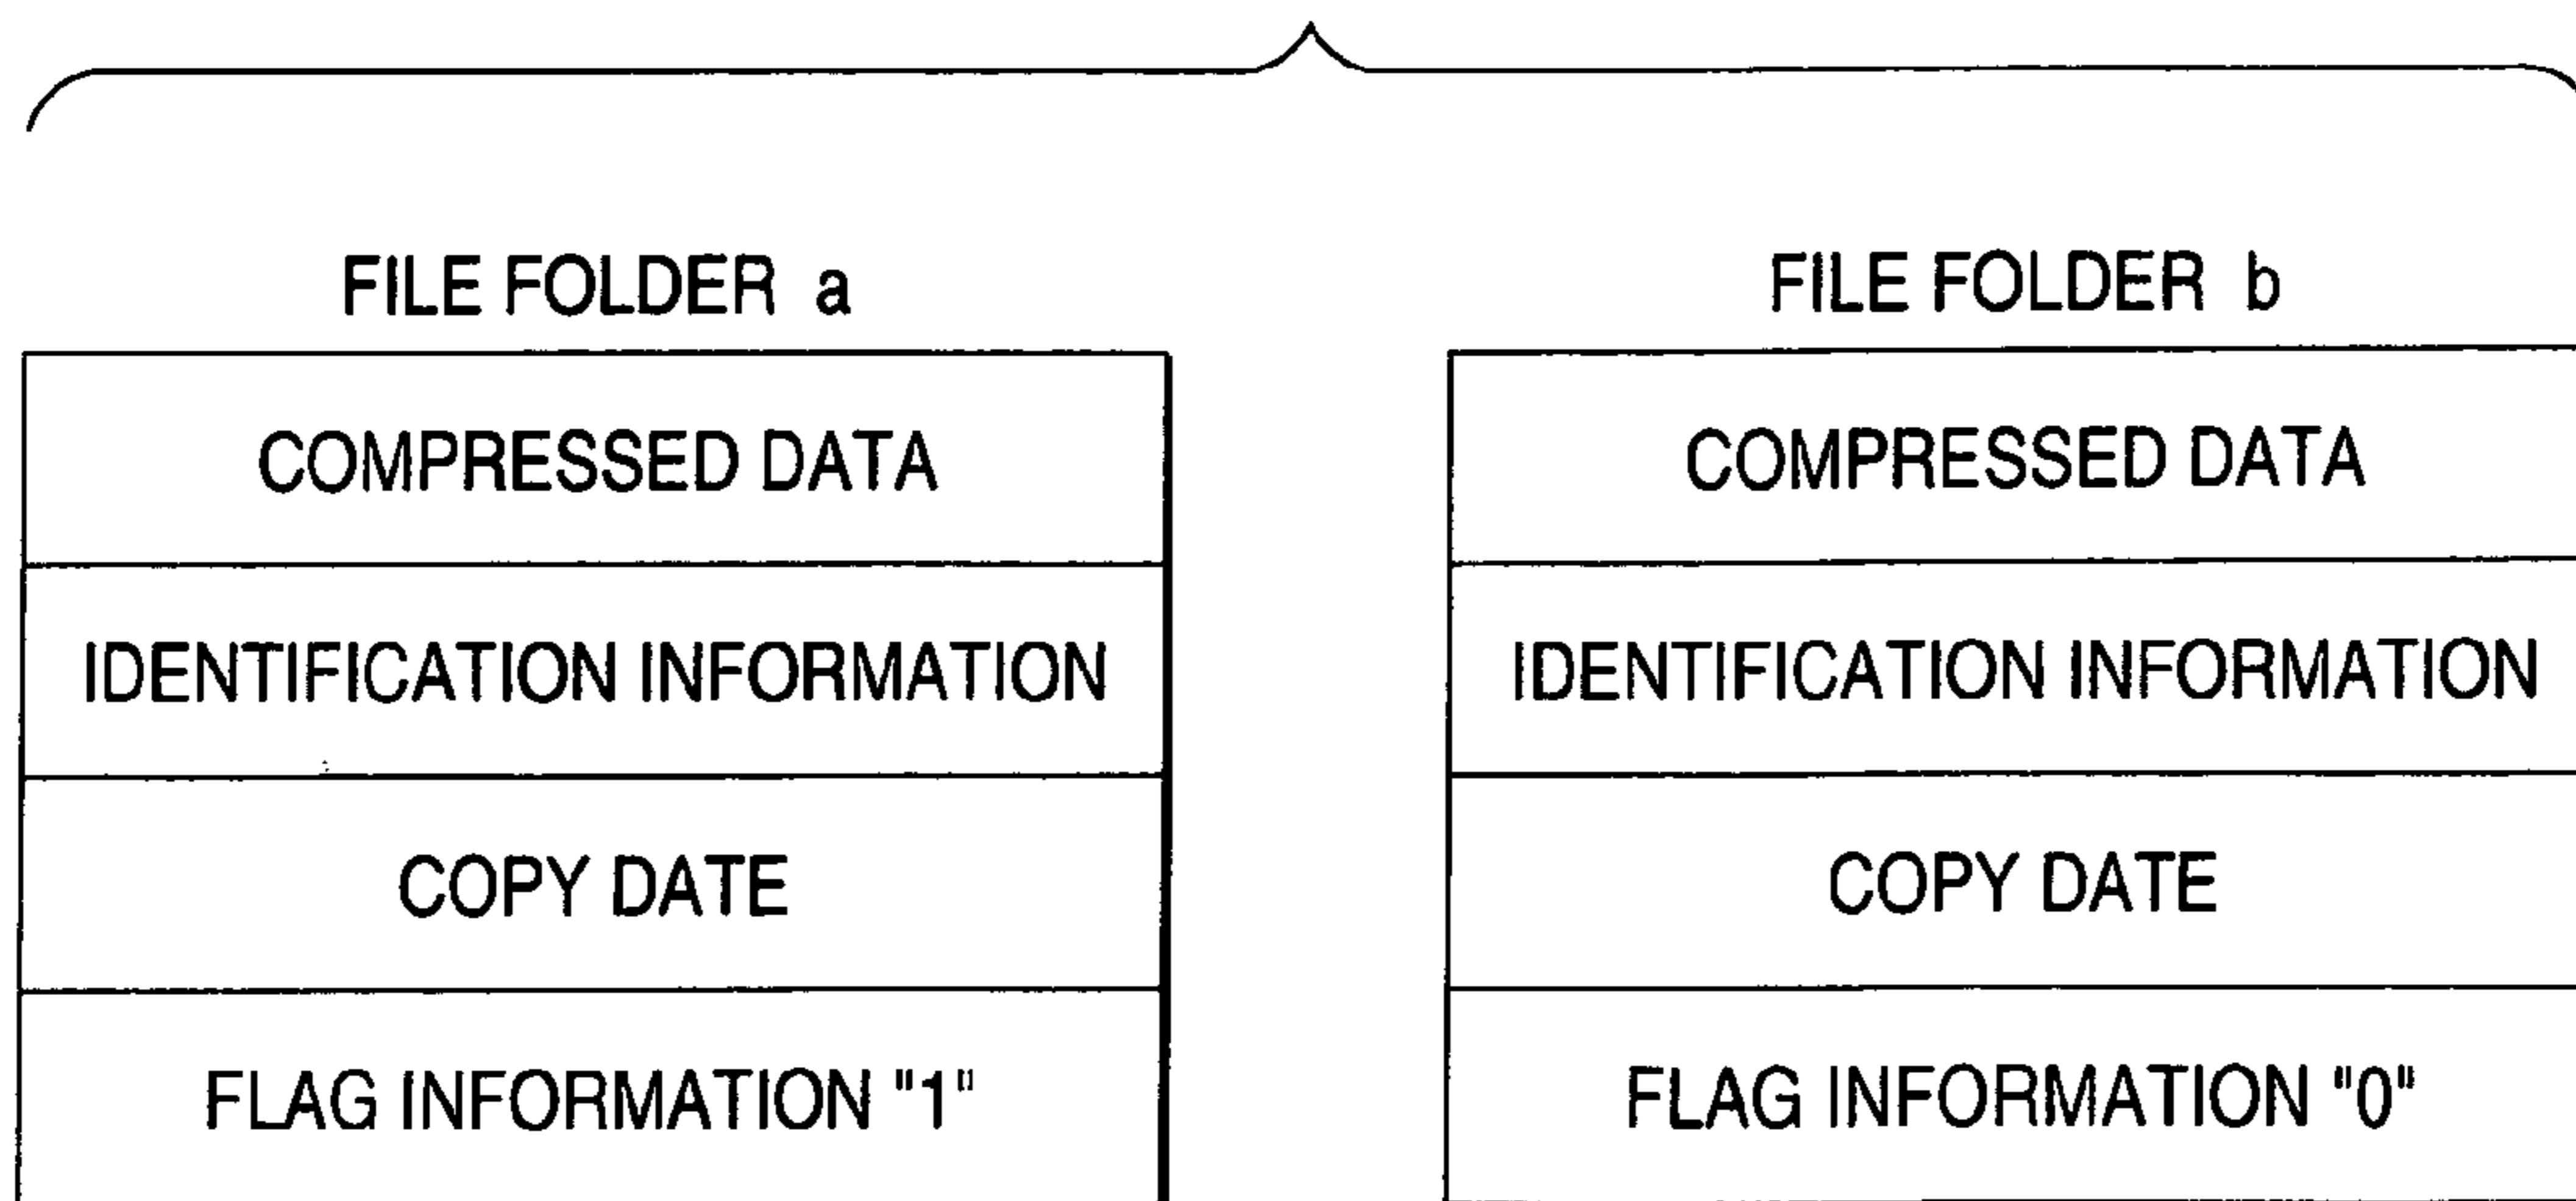 FILE FOLDER a
COMPRESSED DATA
IDENTIFICATION INFORMATION
COPY DATE
FLAG INFORMATION "1"
FILE FOLDER b
COMPRESSED DATA
IDENTIFICATION INFORMATION
COPY DATE
FLAG INFORMATION "0"